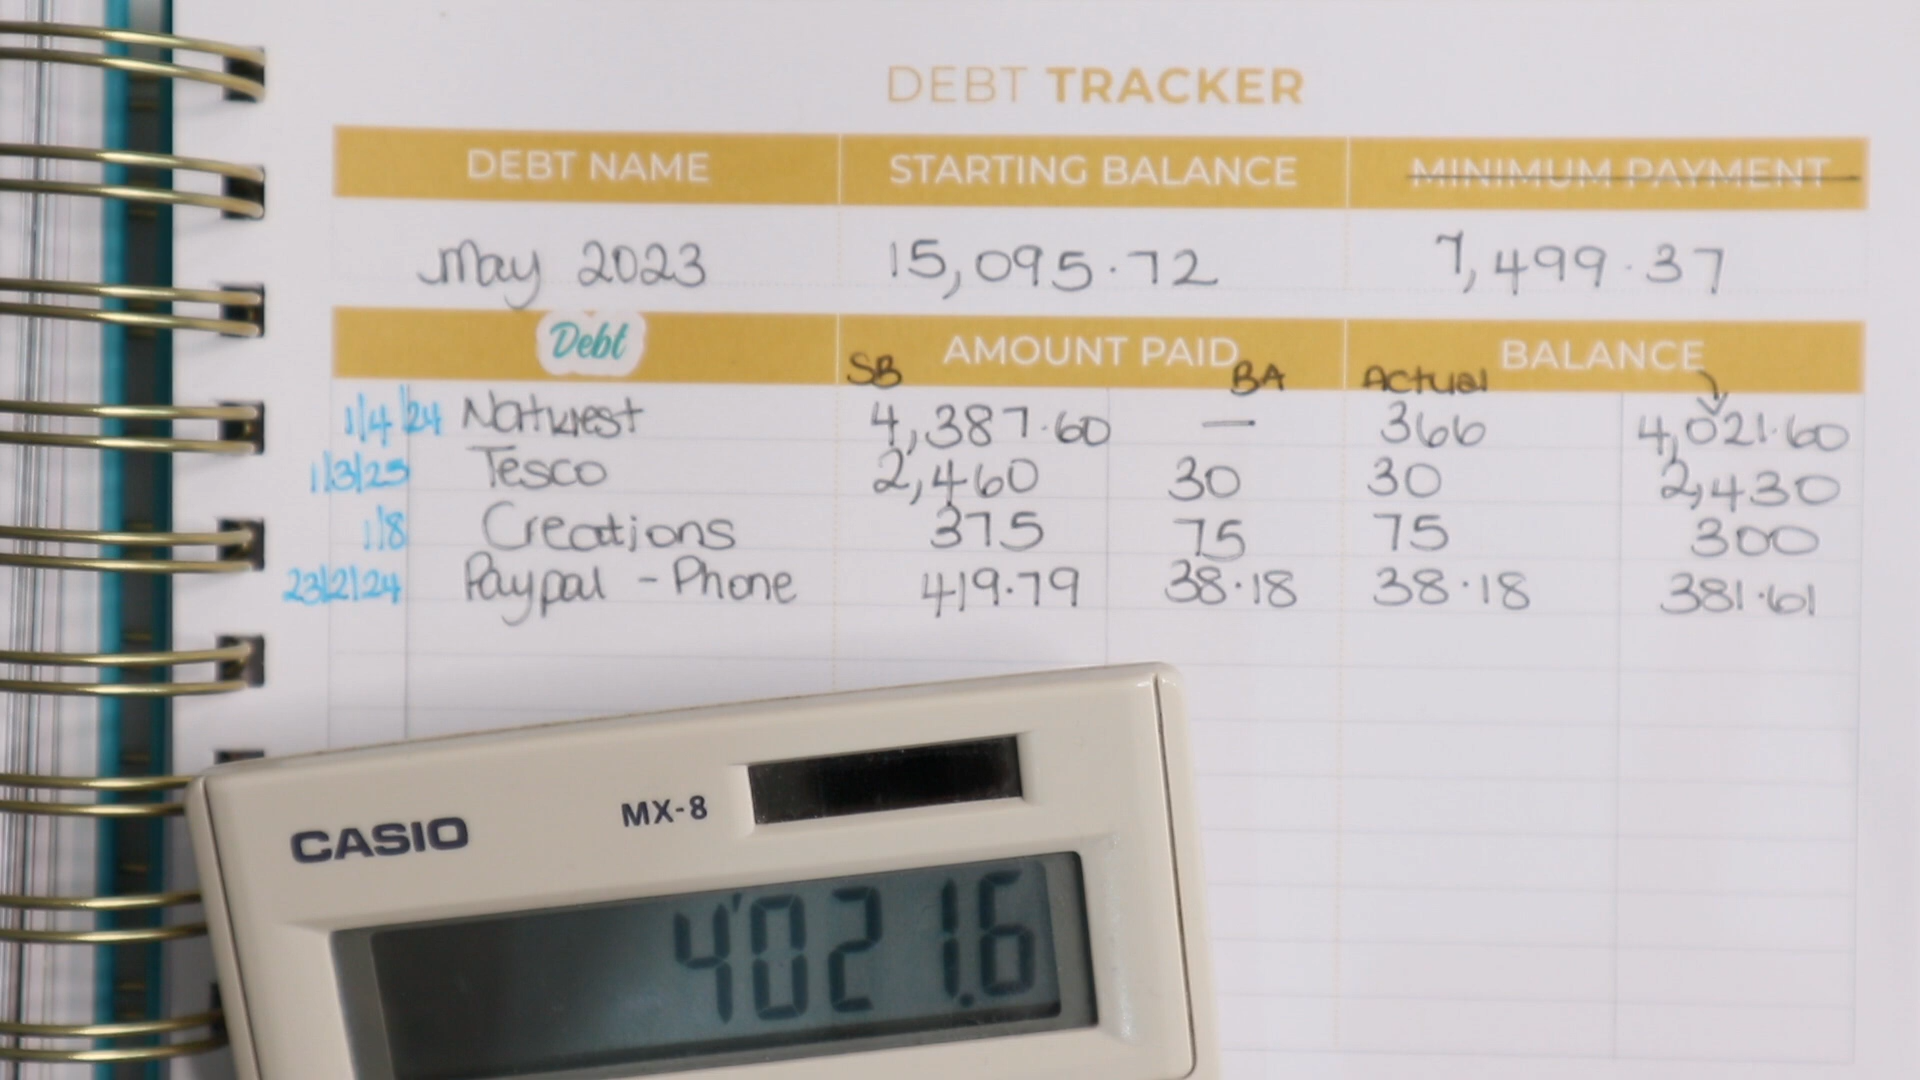 DEBT TRACKER
DEBT NAME STARTING BALANCE MINIMUM PAYMENT
May 2023 15,095.72 7,499.37
Debt AMOUNT PAID BALANCE
SB BA Actual
1/4/24 Natwest 4,387.60 — 366 4,021.60
1/3/25 Tesco 2,460 30 30 2,430
1/8 Creations 375 75 75 300
23/2/24 Paypal - Phone 419.79 38.18 38.18 381.61
CASIO MX-8
4'021.6